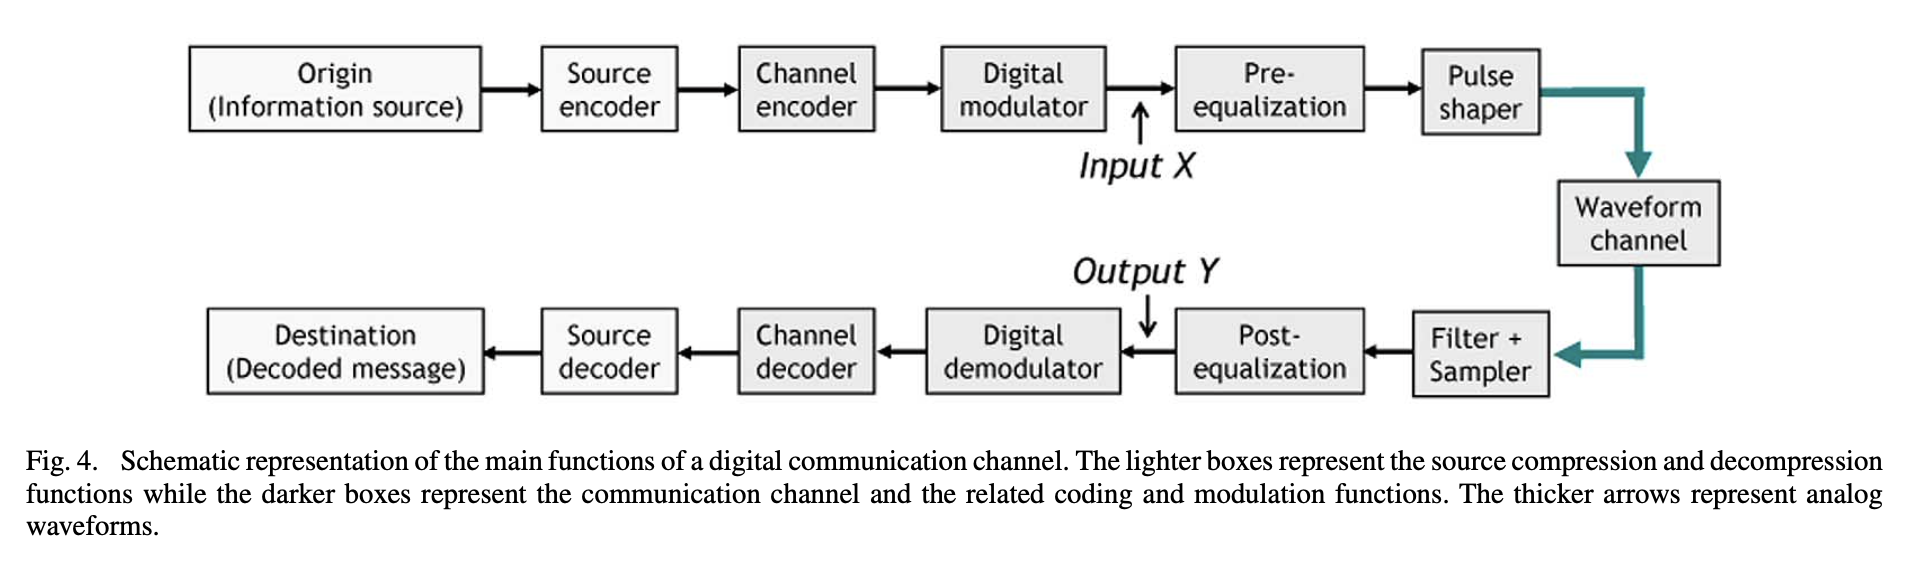 Origin
(Information source)
Source
encoder
Channel
encoder
Digital
modulator
Pre-
equalization
Pulse
shaper
Input X
Waveform
channel
Output Y
Destination
(Decoded message)
Source
decoder
Channel
decoder
Digital
demodulator
Post-
equalization
Filter +
Sampler
Fig. 4. Schematic representation of the main functions of a digital communication channel. The lighter boxes represent the source compression and decompression
functions while the darker boxes represent the communication channel and the related coding and modulation functions. The thicker arrows represent analog
waveforms.